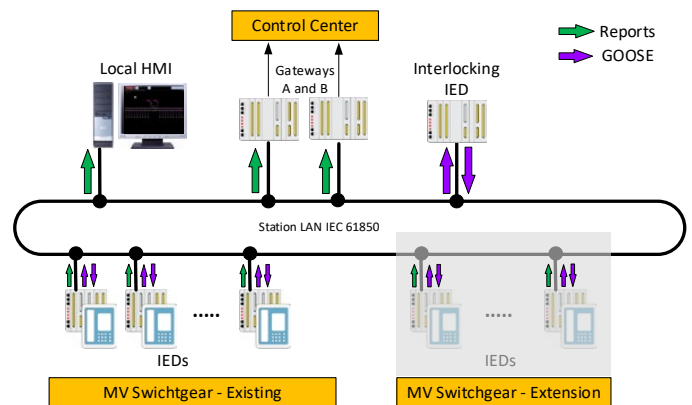 Control Center
Reports
GOOSE
Local HMI
Gateways
A and B
Interlocking
IED
Station LAN IEC 61850
.....
.....
IEDs
IEDs
MV Swichtgear - Existing
MV Switchgear - Extension